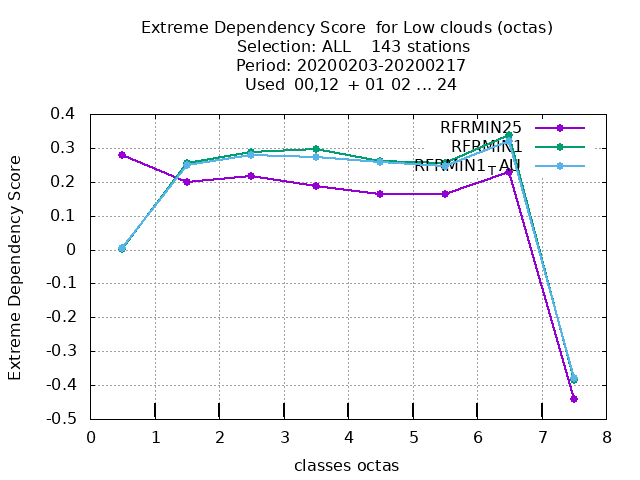 Extreme Dependency Score for Low clouds (octas)
Selection: ALL 143 stations
Period: 20200203-20200217
Used 00,12 + 01 02 ... 24
RFRMIN25
RFRMIN1
Extreme Dependency Score
0.4
0.3
0.2
0.1
0
-0.1
-0.2
-0.3
-0.4
-0.5
0 1 2 3 4 5 6 7 8
classes octas